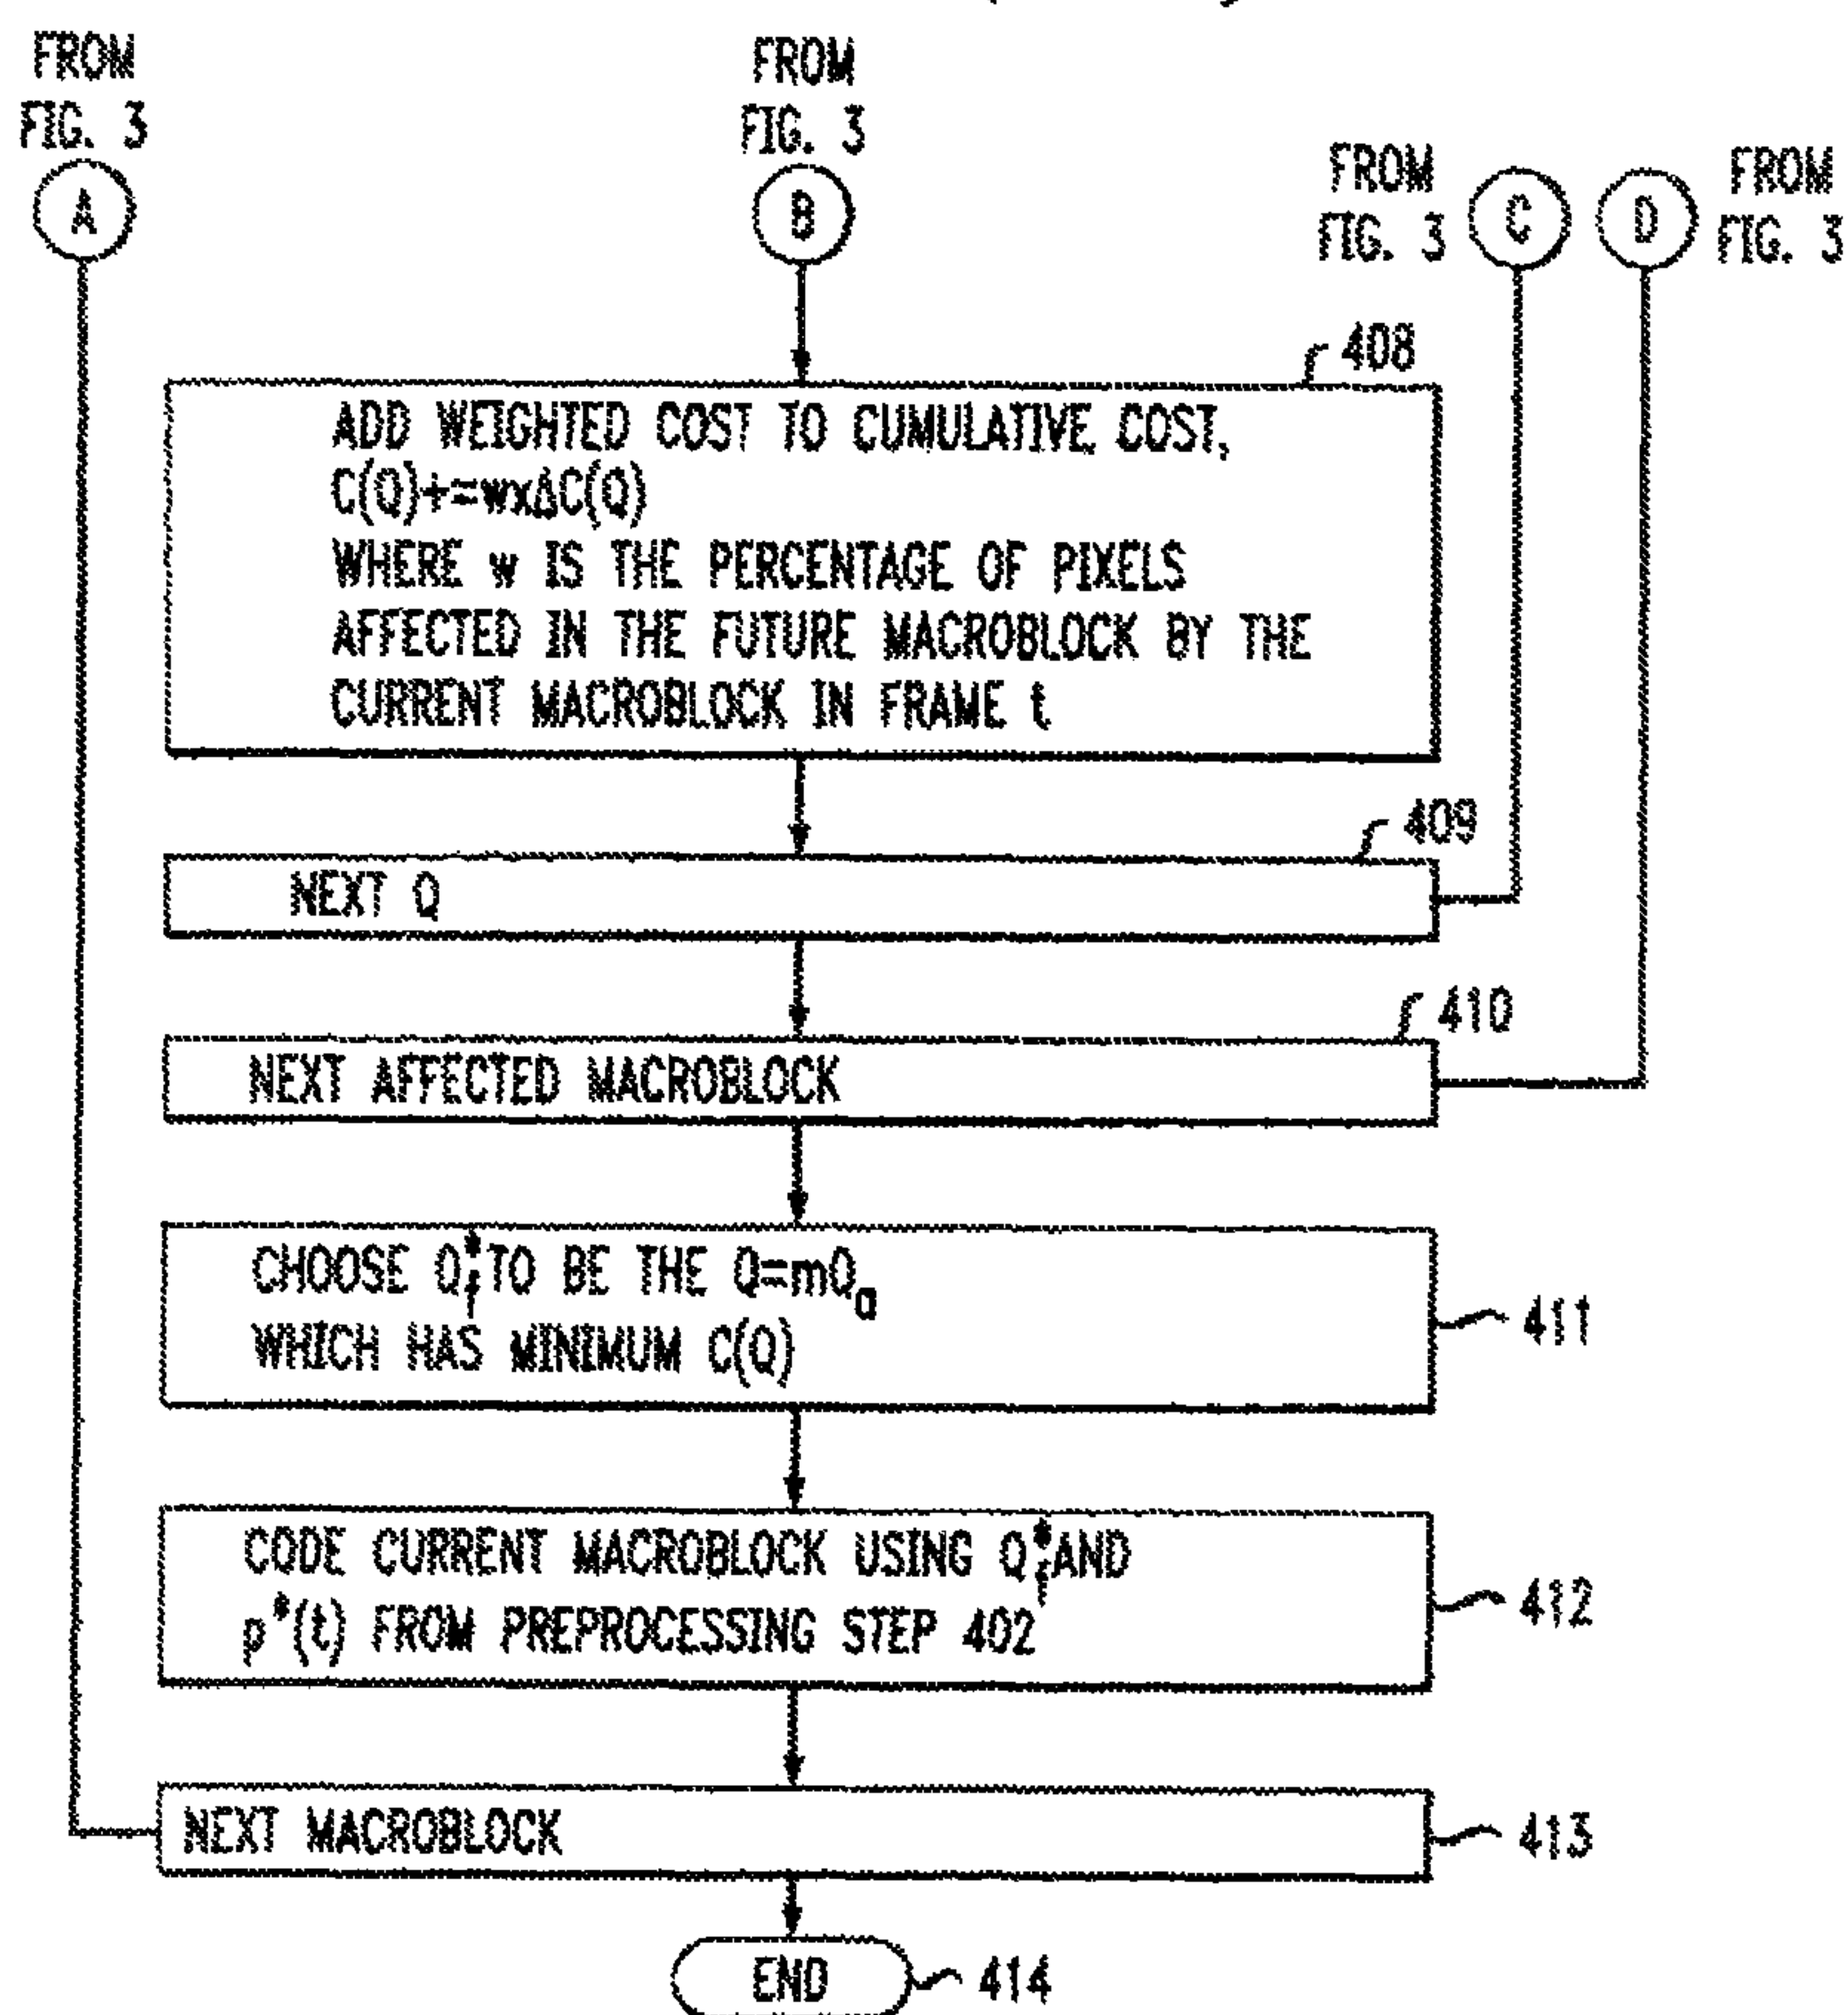 FROM
FIG. 3
A
FROM
FIG. 3
B
FROM
FIG. 3
C
D
FROM
FIG. 3
408
ADD WEIGHTED COST TO CUMULATIVE COST,
C(Q)+=wxΔC(Q)
WHERE w IS THE PERCENTAGE OF PIXELS
AFFECTED IN THE FUTURE MACROBLOCK BY THE
CURRENT MACROBLOCK IN FRAME t
409
NEXT Q
410
NEXT AFFECTED MACROBLOCK
CHOOSE Q*f TO BE THE Q=mQa
WHICH HAS MINIMUM C(Q)
411
CODE CURRENT MACROBLOCK USING Q*f AND
p*(t) FROM PREPROCESSING STEP 402
412
NEXT MACROBLOCK
413
END
414